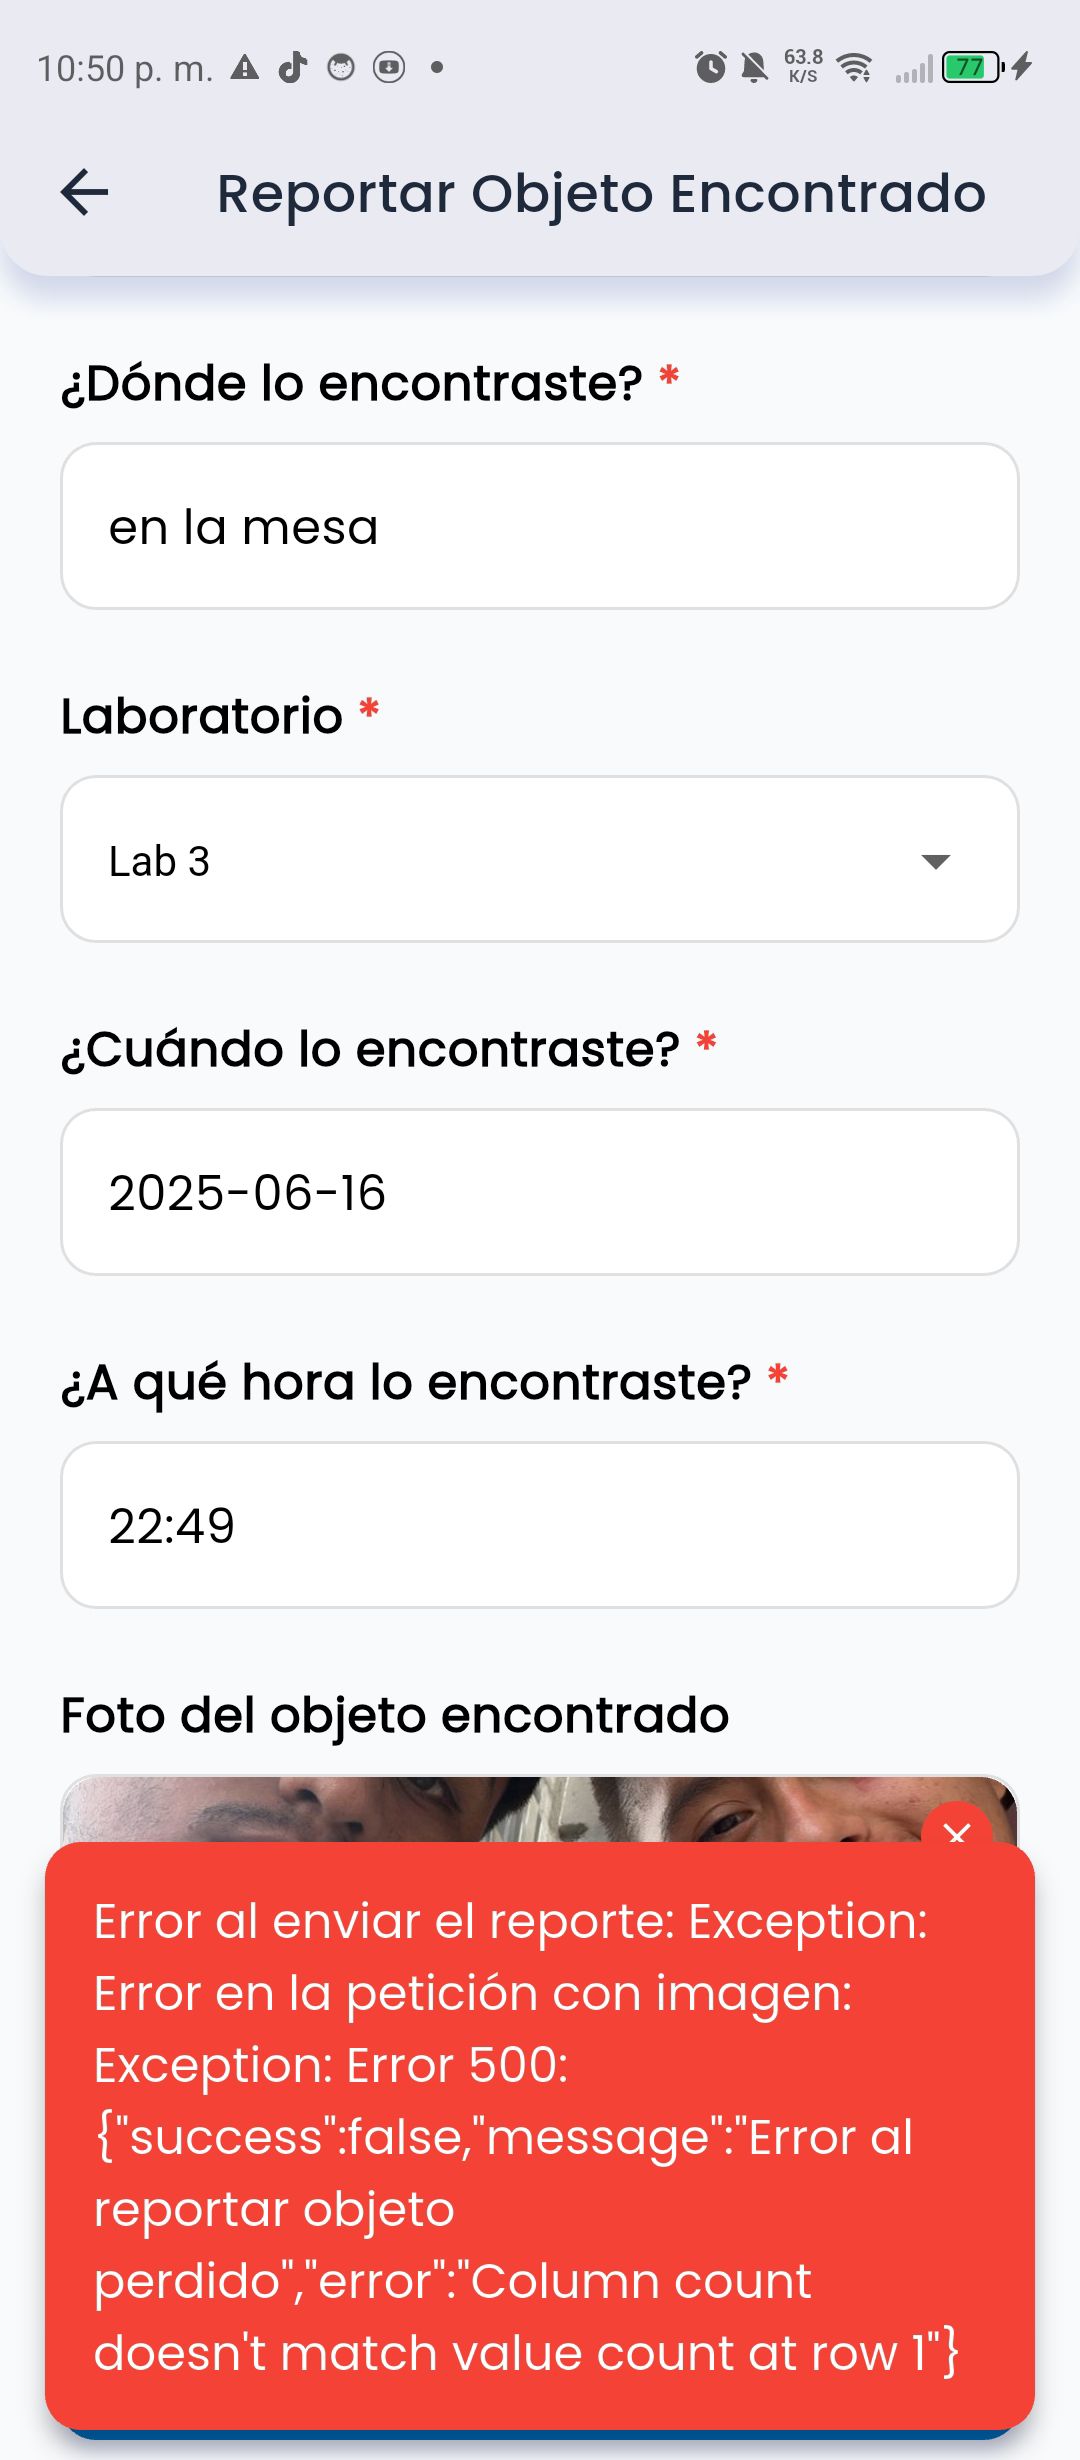 10:50 p. m.
63.8
K/S
77
Reportar Objeto Encontrado
¿Dónde lo encontraste? *
en la mesa
Laboratorio *
Lab 3
¿Cuándo lo encontraste? *
2025-06-16
¿A qué hora lo encontraste? *
22:49
Foto del objeto encontrado
Error al enviar el reporte: Exception:
Error en la petición con imagen:
Exception: Error 500:
{"success":false,"message":"Error al
reportar objeto
perdido","error":"Column count
doesn't match value count at row 1"}